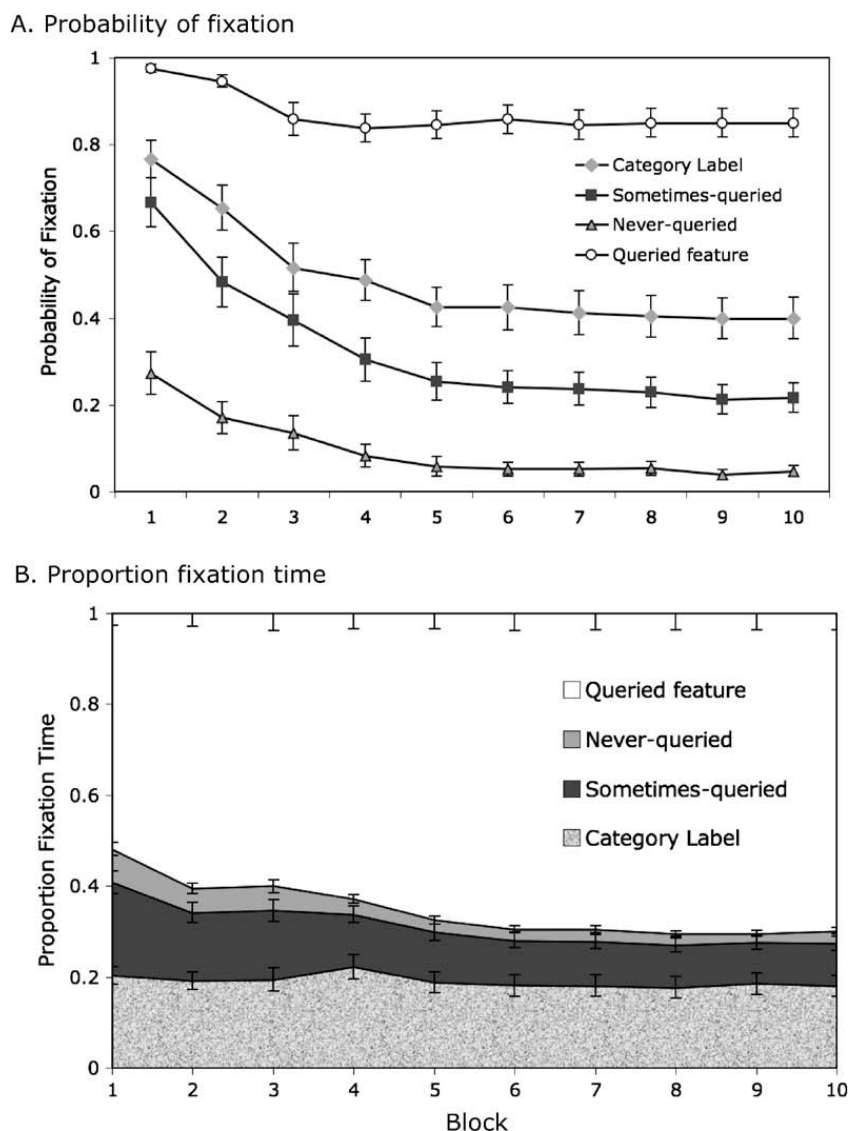 A. Probability of fixation
1
0.8
0.6
0.4
0.2
0
Probability of Fixation
Category Label
Sometimes-queried
Never-queried
Queried feature
1 2 3 4 5 6 7 8 9 10
B. Proportion fixation time
1
0.8
0.6
0.4
0.2
0
Proportion Fixation Time
Queried feature
Never-queried
Sometimes-queried
Category Label
1 2 3 4 5 6 7 8 9 10
Block